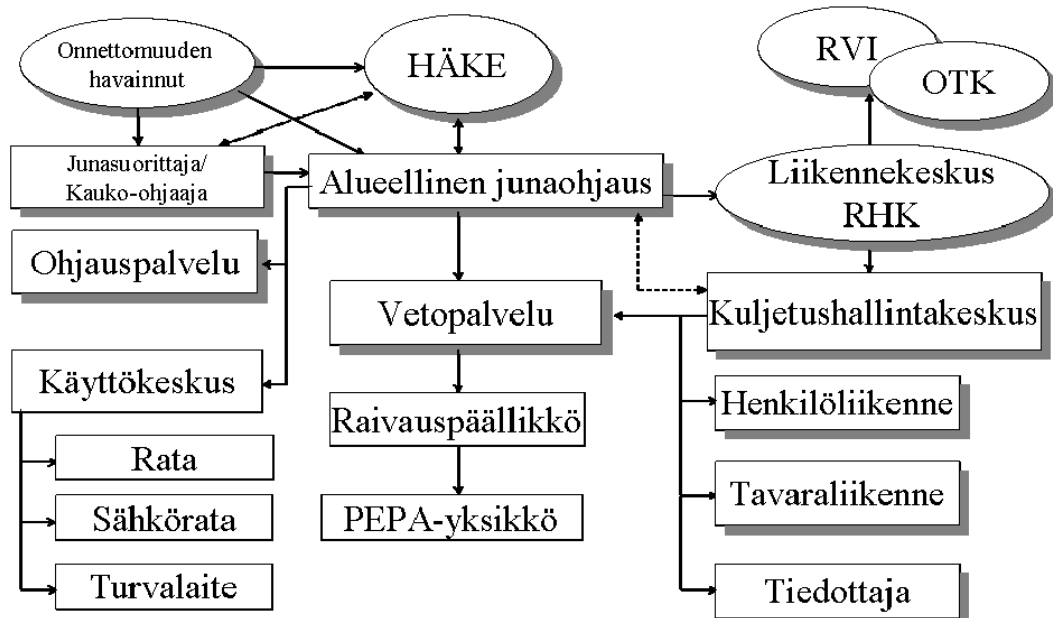 Onnettomuuden
havainnut
HÄKE
RVI
OTK
Junasuorittaja/
Kauko-ohjaaja
Alueellinen junaohjaus
Liikennekeskus
RHK
Ohjauspalvelu
Vetopalvelu
Kuljetushallintakeskus
Käyttökeskus
Raivauspäällikkö
Henkilöliikenne
Rata
Sähkörata
PEPA-yksikkö
Tavaraliikenne
Turvalaite
Tiedottaja